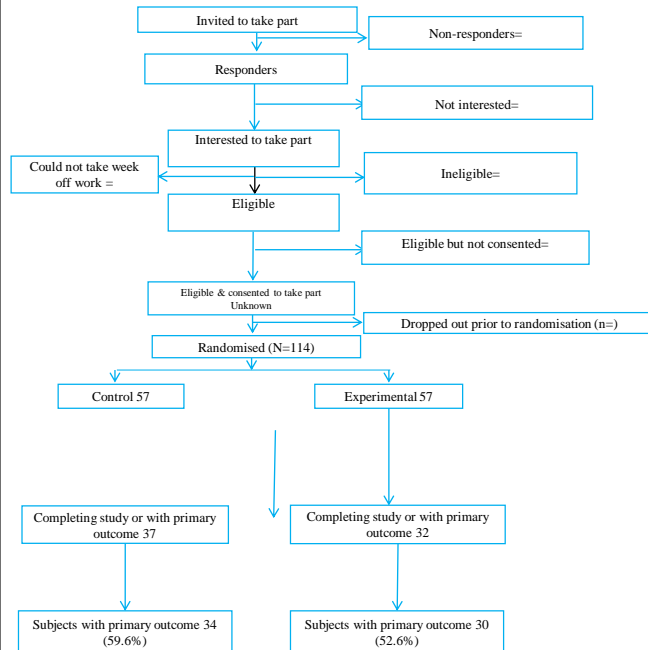 Invited to take part
Non-responders=
Responders
Not interested=
Interested to take part
Could not take week
off work =
Ineligible=
Eligible
Eligible but not consented=
Eligible & consented to take part
Unknown
Dropped out prior to randomisation (n=)
Randomised (N=114)
Control 57
Experimental 57
Completing study or with primary
outcome 37
Completing study or with primary
outcome 32
Subjects with primary outcome 34
(59.6%)
Subjects with primary outcome 30
(52.6%)